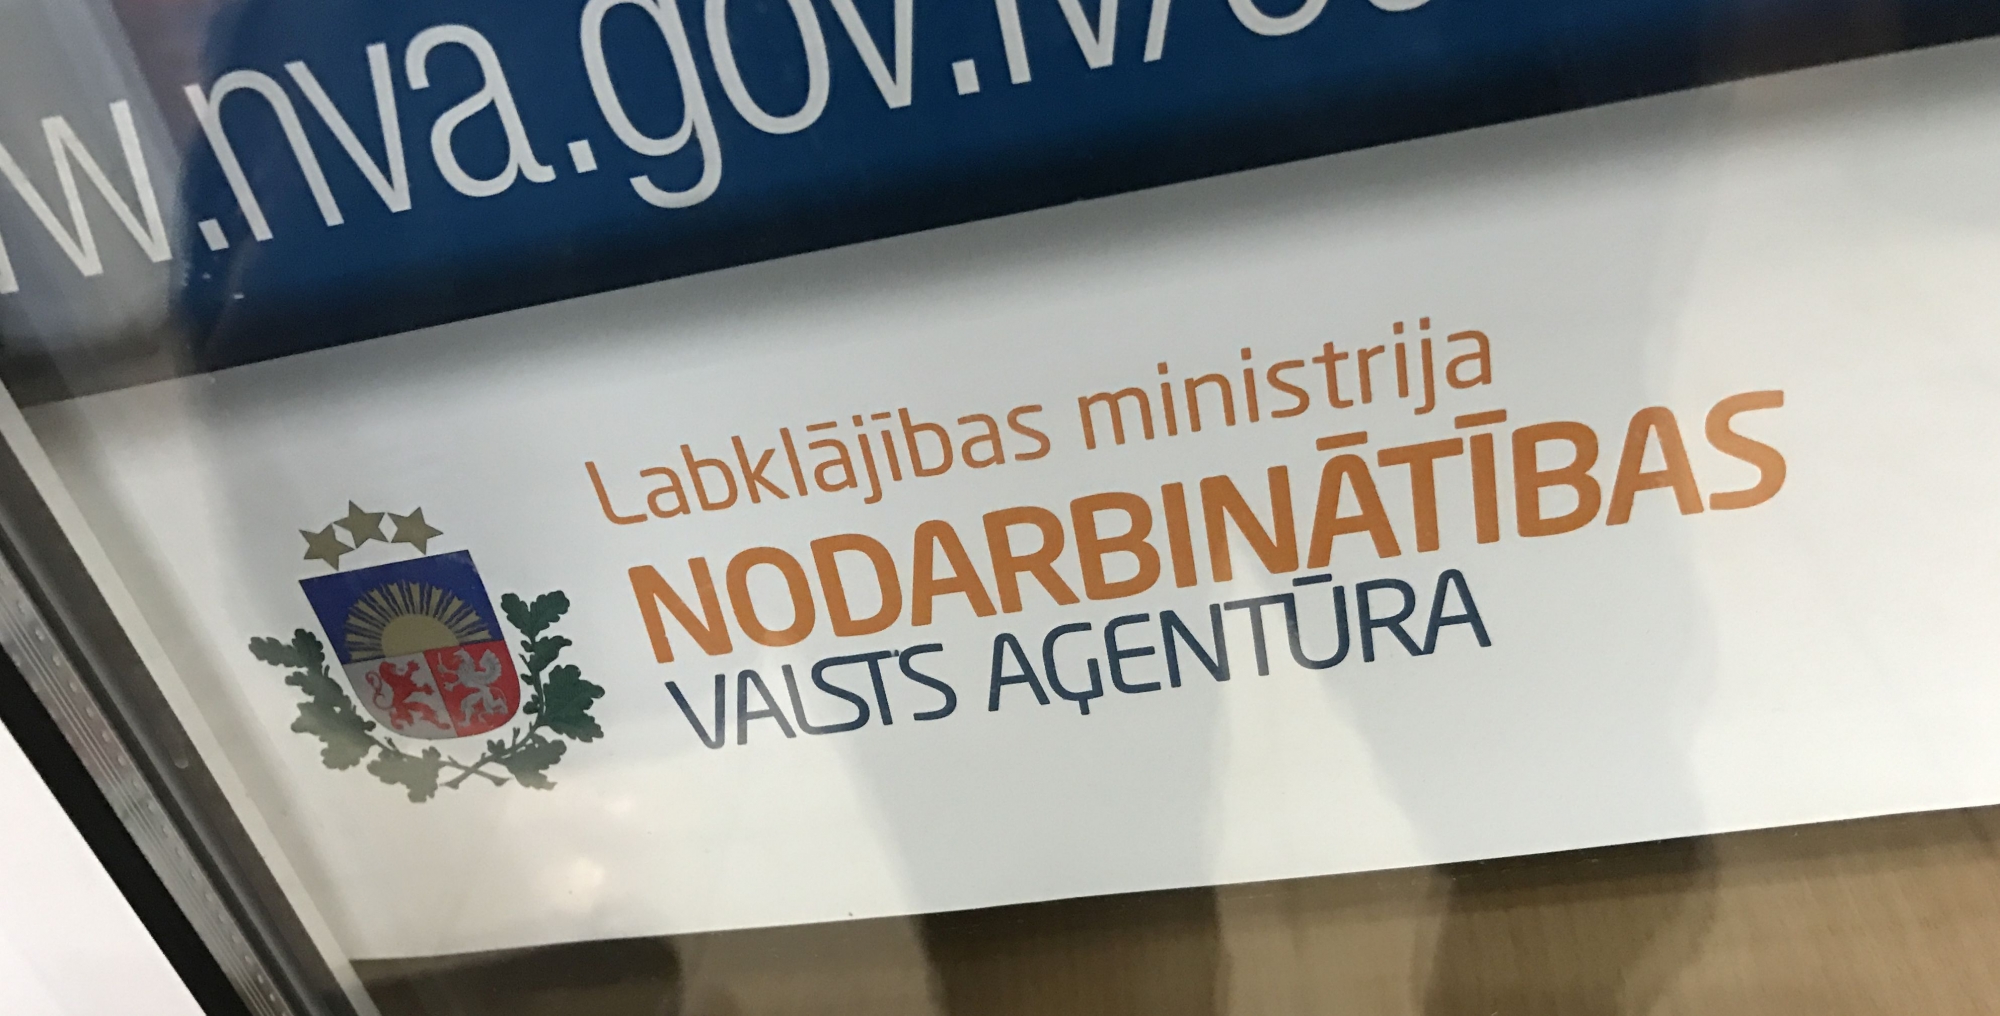 w.nva.gov.lv/
Labklājības ministrija
NODARBINĀTĪBAS
VALSTS AĢENTŪRA